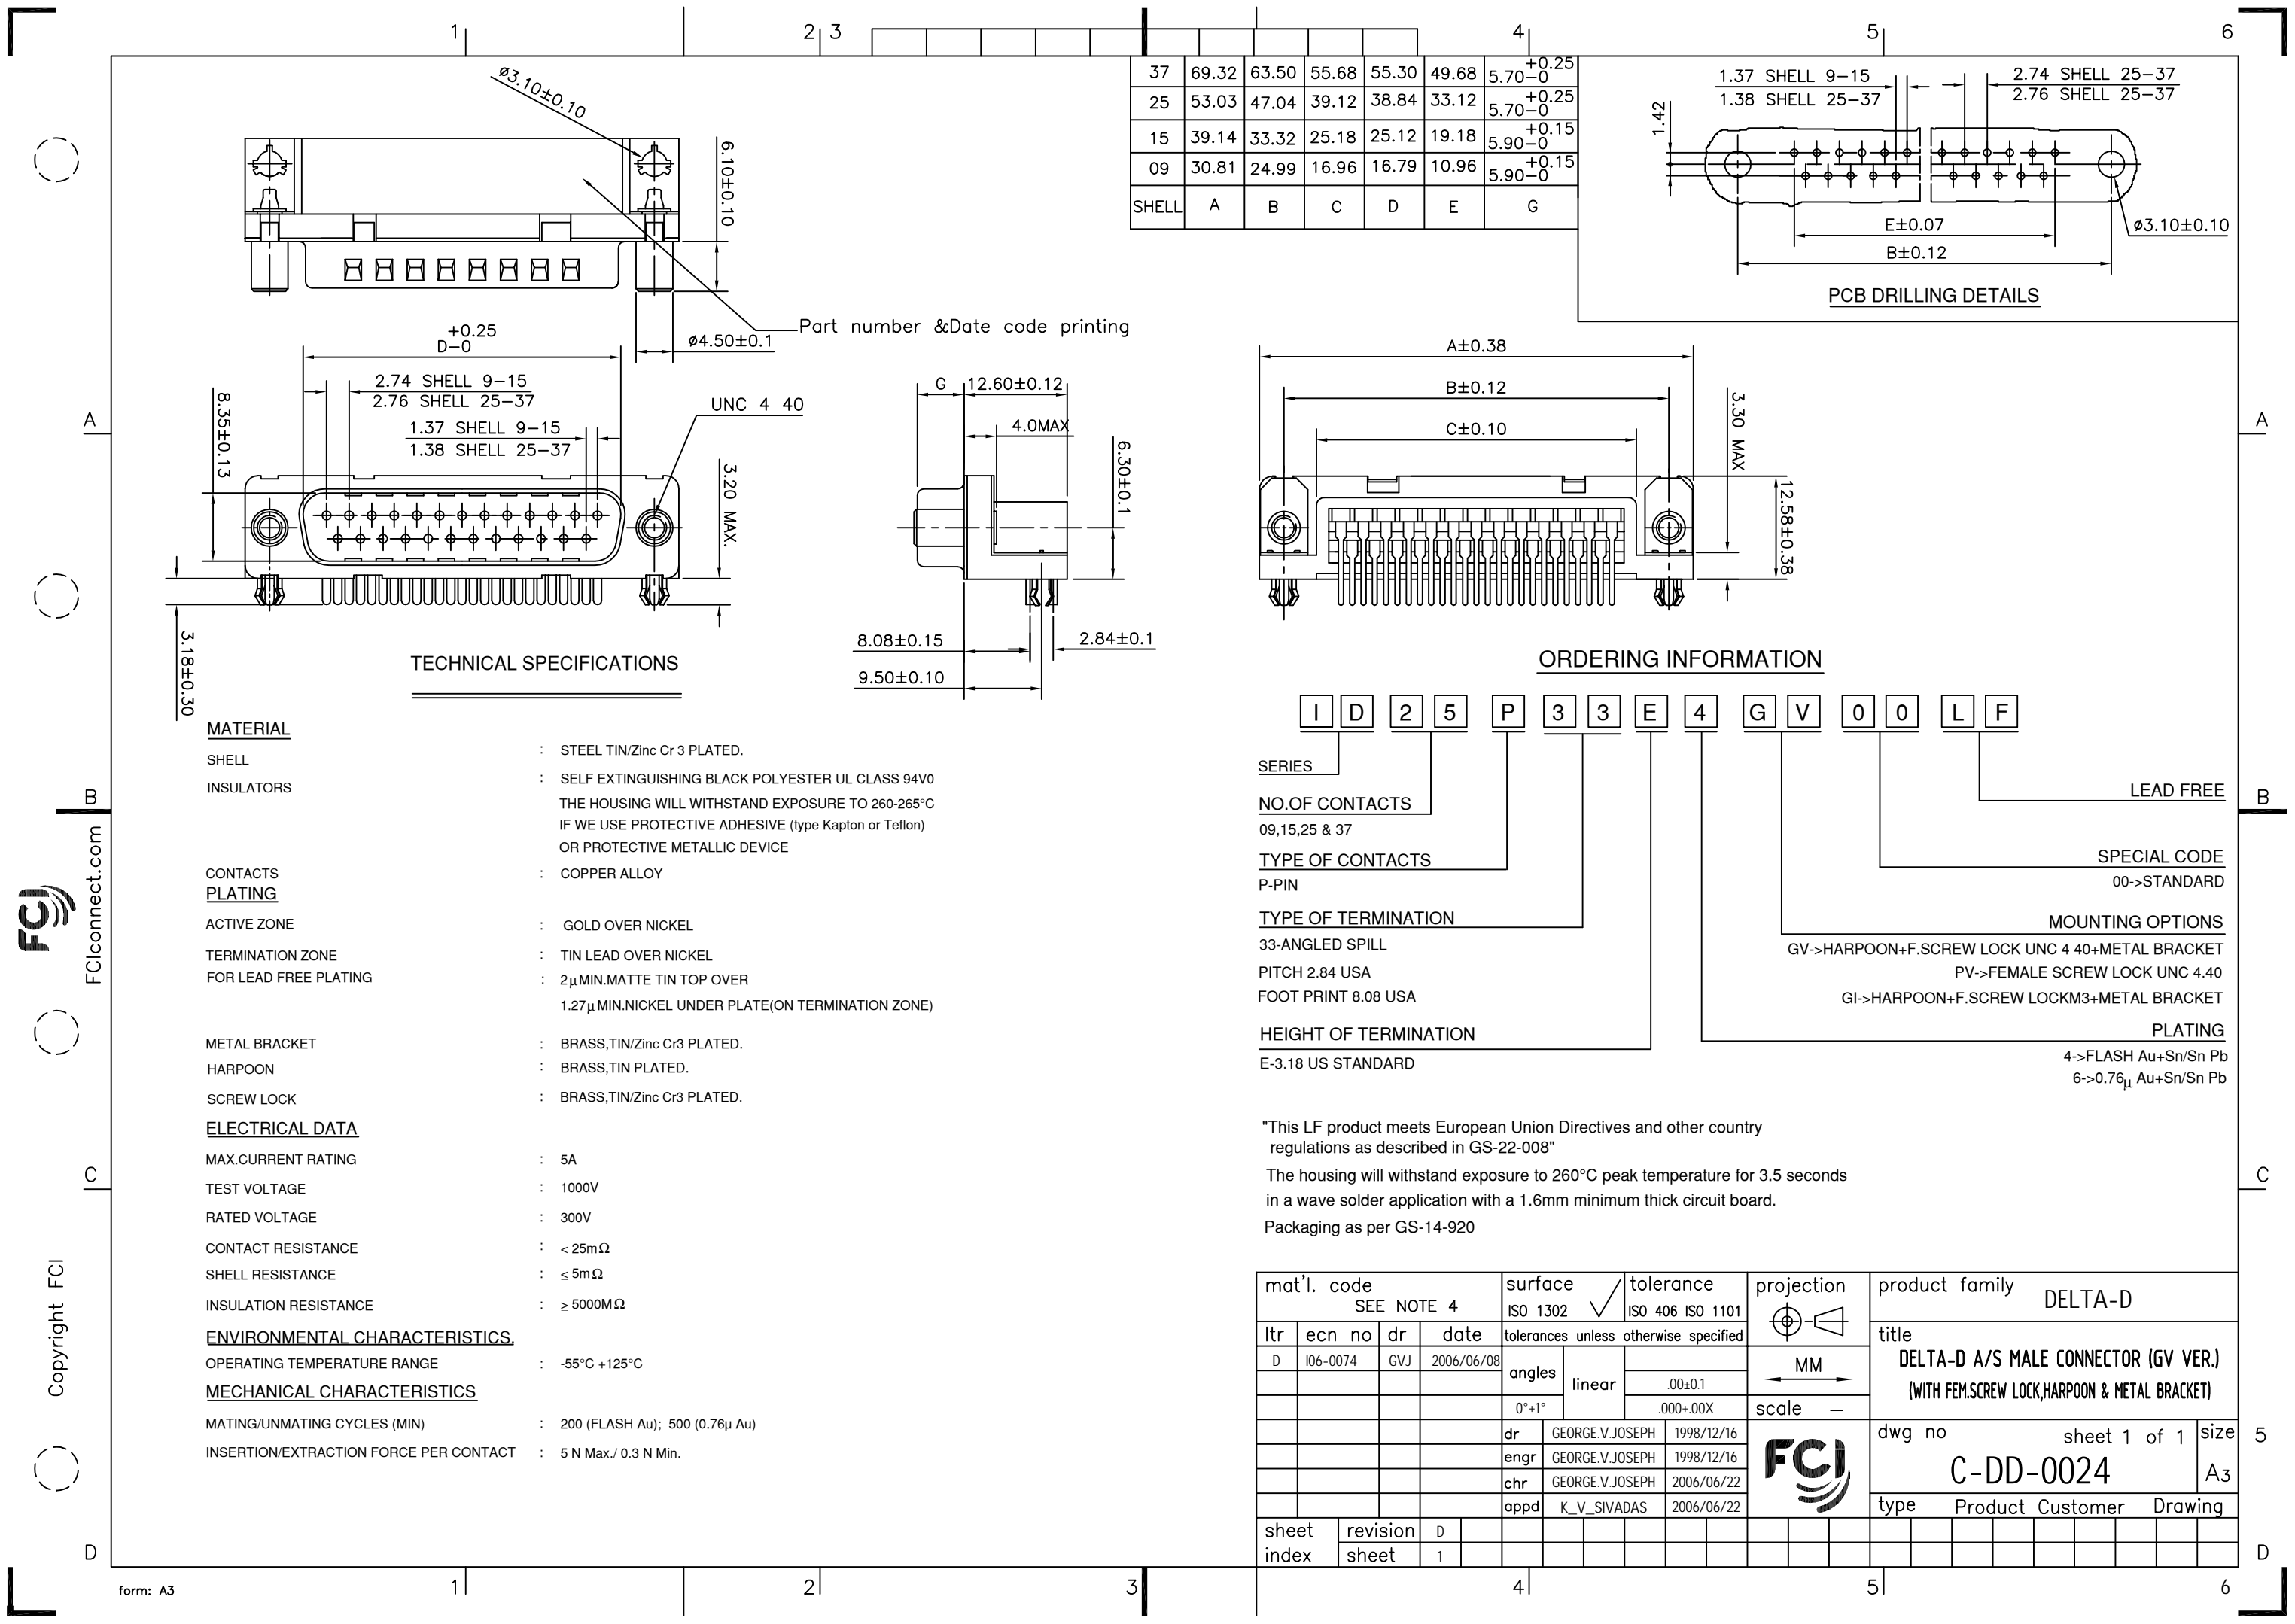 1 2 3 4 5 6
37 69.32 63.50 55.68 55.30 49.68 5.70 +0.25 -0
25 53.03 47.04 39.12 38.84 33.12 5.70 +0.25 -0
15 39.14 33.32 25.18 25.12 19.18 5.90 +0.15 -0
09 30.81 24.99 16.96 16.79 10.96 5.90 +0.15 -0
SHELL A B C D E G
1.37 SHELL 9-15
1.38 SHELL 25-37
2.74 SHELL 25-37
2.76 SHELL 25-37
1.42
E±0.07
ø3.10±0.10
B±0.12
PCB DRILLING DETAILS
ø3.10±0.10
6.10±0.10
Part number &Date code printing
ø4.50±0.1
+0.25
D-0
2.74 SHELL 9-15
2.76 SHELL 25-37
1.37 SHELL 9-15
1.38 SHELL 25-37
8.35±0.13
UNC 4 40
3.20 MAX.
3.18±0.30
G
12.60±0.12
4.0MAX
6.30±0.1
8.08±0.15
2.84±0.1
9.50±0.10
A±0.38
B±0.12
C±0.10
3.30 MAX
12.58±0.38
A
A
TECHNICAL SPECIFICATIONS
MATERIAL
SHELL : STEEL TIN/Zinc Cr 3 PLATED.
INSULATORS : SELF EXTINGUISHING BLACK POLYESTER UL CLASS 94V0
THE HOUSING WILL WITHSTAND EXPOSURE TO 260-265°C
IF WE USE PROTECTIVE ADHESIVE (type Kapton or Teflon)
OR PROTECTIVE METALLIC DEVICE
CONTACTS : COPPER ALLOY
PLATING
ACTIVE ZONE : GOLD OVER NICKEL
TERMINATION ZONE : TIN LEAD OVER NICKEL
FOR LEAD FREE PLATING : 2µMIN.MATTE TIN TOP OVER
1.27µMIN.NICKEL UNDER PLATE(ON TERMINATION ZONE)
METAL BRACKET : BRASS,TIN/Zinc Cr3 PLATED.
HARPOON : BRASS,TIN PLATED.
SCREW LOCK : BRASS,TIN/Zinc Cr3 PLATED.
ELECTRICAL DATA
MAX.CURRENT RATING : 5A
TEST VOLTAGE : 1000V
RATED VOLTAGE : 300V
CONTACT RESISTANCE : ≤ 25mΩ
SHELL RESISTANCE : ≤ 5mΩ
INSULATION RESISTANCE : ≥ 5000MΩ
ENVIRONMENTAL CHARACTERISTICS.
OPERATING TEMPERATURE RANGE : -55°C +125°C
MECHANICAL CHARACTERISTICS
MATING/UNMATING CYCLES (MIN) : 200 (FLASH Au); 500 (0.76µ Au)
INSERTION/EXTRACTION FORCE PER CONTACT : 5 N Max./ 0.3 N Min.
ORDERING INFORMATION
I D 2 5 P 3 3 E 4 G V 0 0 L F
SERIES
NO.OF CONTACTS
09,15,25 & 37
TYPE OF CONTACTS
P-PIN
TYPE OF TERMINATION
33-ANGLED SPILL
PITCH 2.84 USA
FOOT PRINT 8.08 USA
HEIGHT OF TERMINATION
E-3.18 US STANDARD
LEAD FREE
SPECIAL CODE
00->STANDARD
MOUNTING OPTIONS
GV->HARPOON+F.SCREW LOCK UNC 4 40+METAL BRACKET
PV->FEMALE SCREW LOCK UNC 4.40
GI->HARPOON+F.SCREW LOCKM3+METAL BRACKET
PLATING
4->FLASH Au+Sn/Sn Pb
6->0.76µ Au+Sn/Sn Pb
"This LF product meets European Union Directives and other country
regulations as described in GS-22-008"
The housing will withstand exposure to 260°C peak temperature for 3.5 seconds
in a wave solder application with a 1.6mm minimum thick circuit board.
Packaging as per GS-14-920
B
B
FCI
FCIconnect.com
C
C
Copyright FCI
mat'l. code
SEE NOTE 4
surface
ISO 1302
tolerance
ISO 406 ISO 1101
projection
product family
DELTA-D
ltr ecn no dr date
tolerances unless otherwise specified
D I06-0074 GVJ 2006/06/08
angles
0°±1°
linear
.00±0.1
.000±.00X
MM
scale –
title
DELTA-D A/S MALE CONNECTOR (GV VER.)
(WITH FEM.SCREW LOCK,HARPOON & METAL BRACKET)
dr GEORGE.V.JOSEPH 1998/12/16
engr GEORGE.V.JOSEPH 1998/12/16
chr GEORGE.V.JOSEPH 2006/06/22
appd K_V_SIVADAS 2006/06/22
FCI
dwg no
sheet 1 of 1
size
C-DD-0024
A3
5
type Product Customer Drawing
sheet revision D
index sheet 1
D
D
form: A3
1 2 3 4 5 6